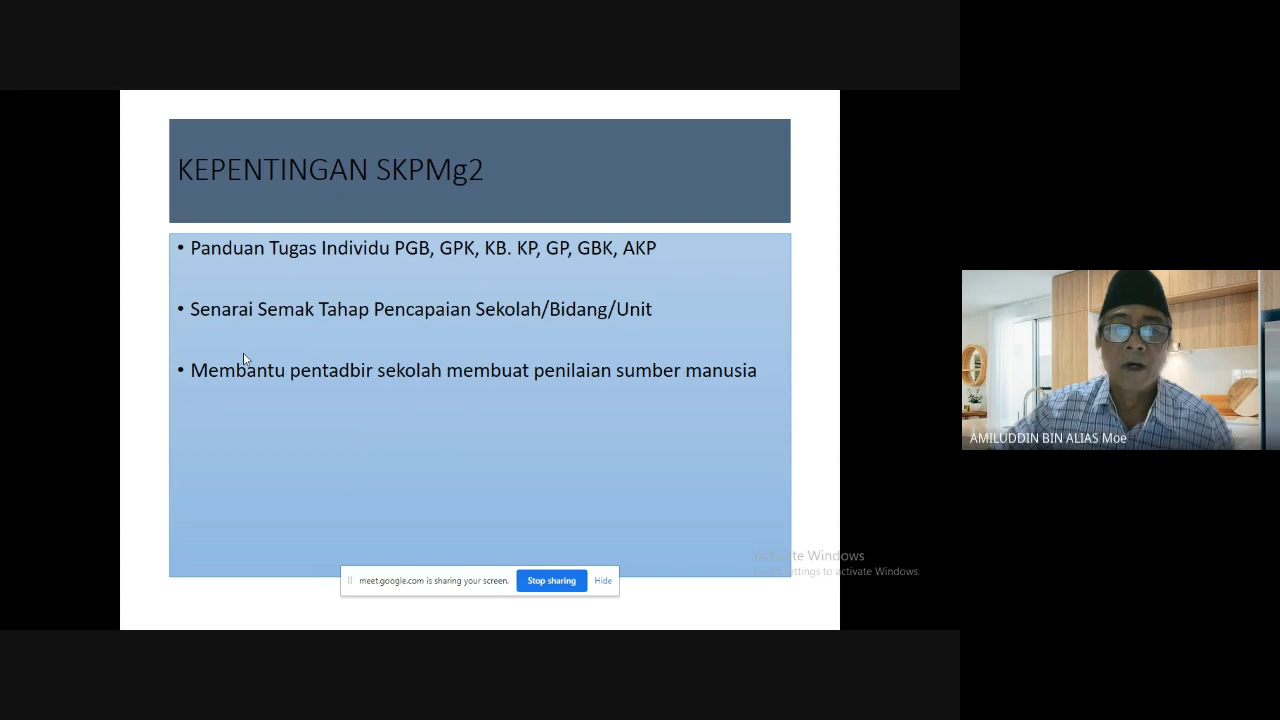 KEPENTINGAN SKPMg2
• Panduan Tugas Individu PGB, GPK, KB. KP, GP, GBK, AKP
• Senarai Semak Tahap Pencapaian Sekolah/Bidang/Unit
• Membantu pentadbir sekolah membuat penilaian sumber manusia
AMILUDDIN BIN ALIAS Moe
Activate Windows
settings to activate Windows.
meet.google.com is sharing your screen. Stop sharing Hide